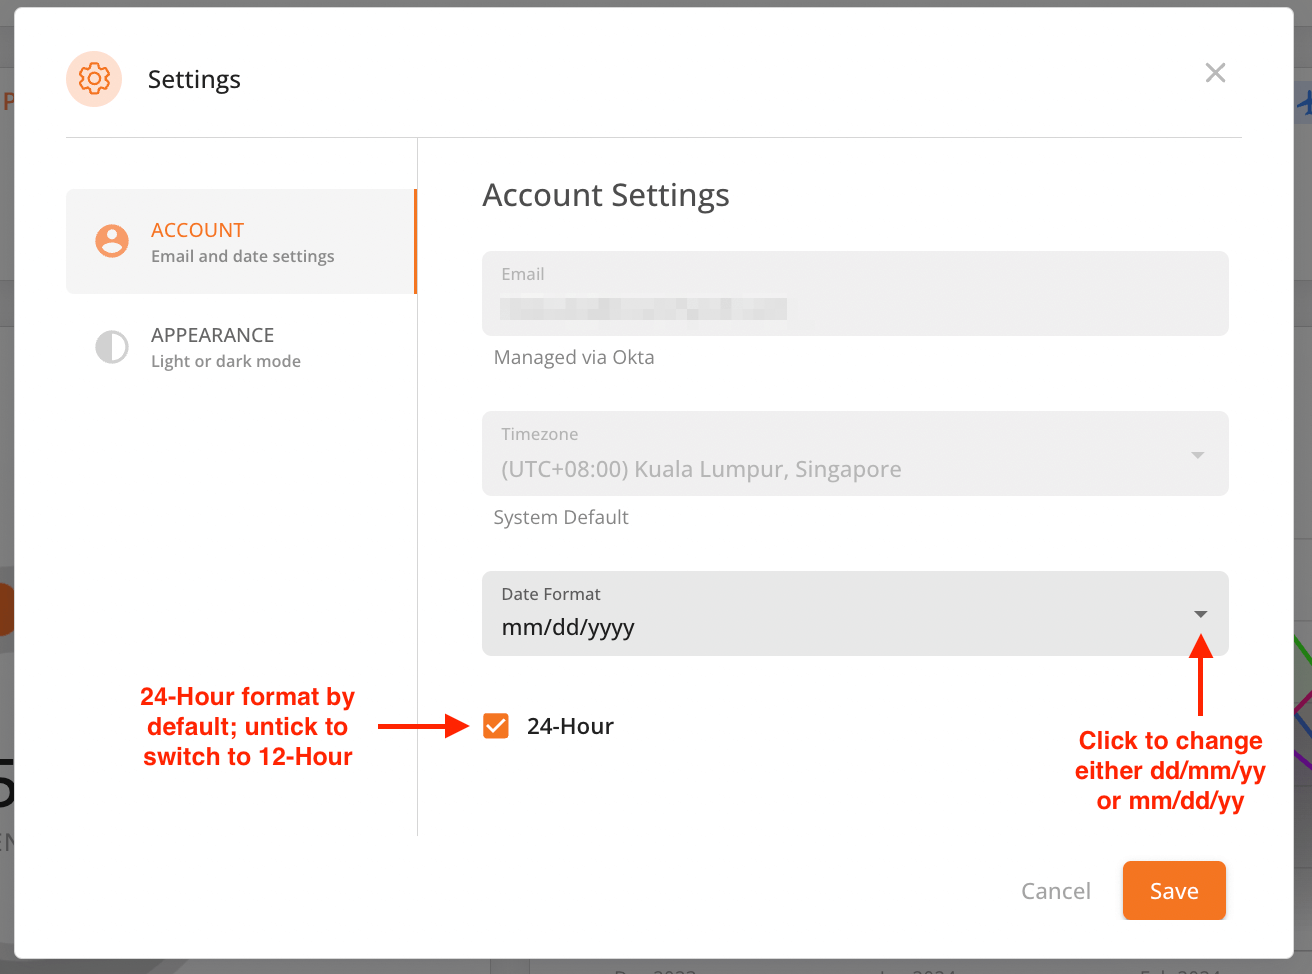 Settings
ACCOUNT
Email and date settings
APPEARANCE
Light or dark mode
Account Settings
Email
Managed via Okta
Timezone
(UTC+08:00) Kuala Lumpur, Singapore
System Default
Date Format
mm/dd/yyyy
24-Hour format by
default; untick to
switch to 12-Hour
24-Hour
Click to change
either dd/mm/yy
or mm/dd/yy
Cancel
Save